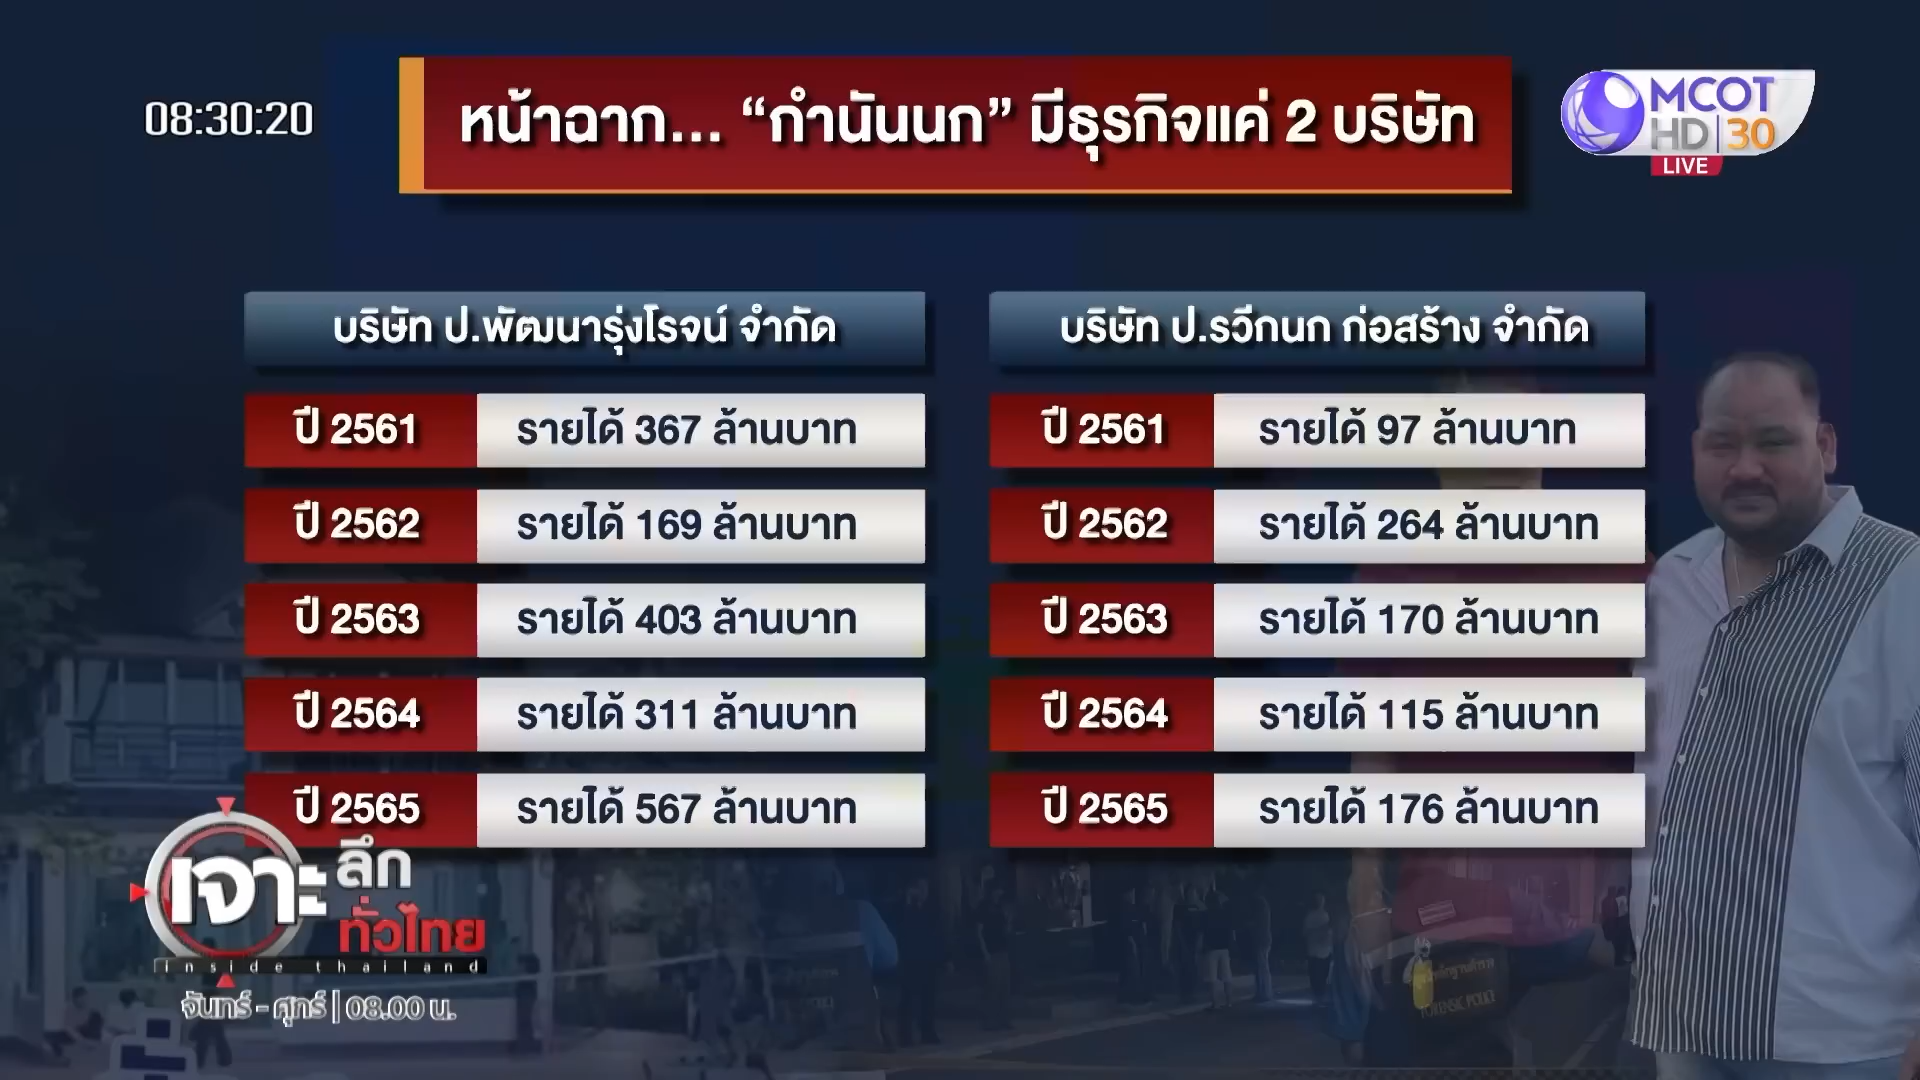 08:30:20
หน้าฉาก... “กำนันนก” มีธุรกิจแค่ 2 บริษัท
MCOT
HD 30
LIVE
บริษัท ป.พัฒนารุ่งโรจน์ จำกัด
ปี 2561 รายได้ 367 ล้านบาท
ปี 2562 รายได้ 169 ล้านบาท
ปี 2563 รายได้ 403 ล้านบาท
ปี 2564 รายได้ 311 ล้านบาท
ปี 2565 รายได้ 567 ล้านบาท
บริษัท ป.รวีกนก ก่อสร้าง จำกัด
ปี 2561 รายได้ 97 ล้านบาท
ปี 2562 รายได้ 264 ล้านบาท
ปี 2563 รายได้ 170 ล้านบาท
ปี 2564 รายได้ 115 ล้านบาท
ปี 2565 รายได้ 176 ล้านบาท
เจาะลึก
ทั่วไทย
inside thailand
จันทร์ - ศุกร์ | 08.00 น.
FORENSIC POLICE